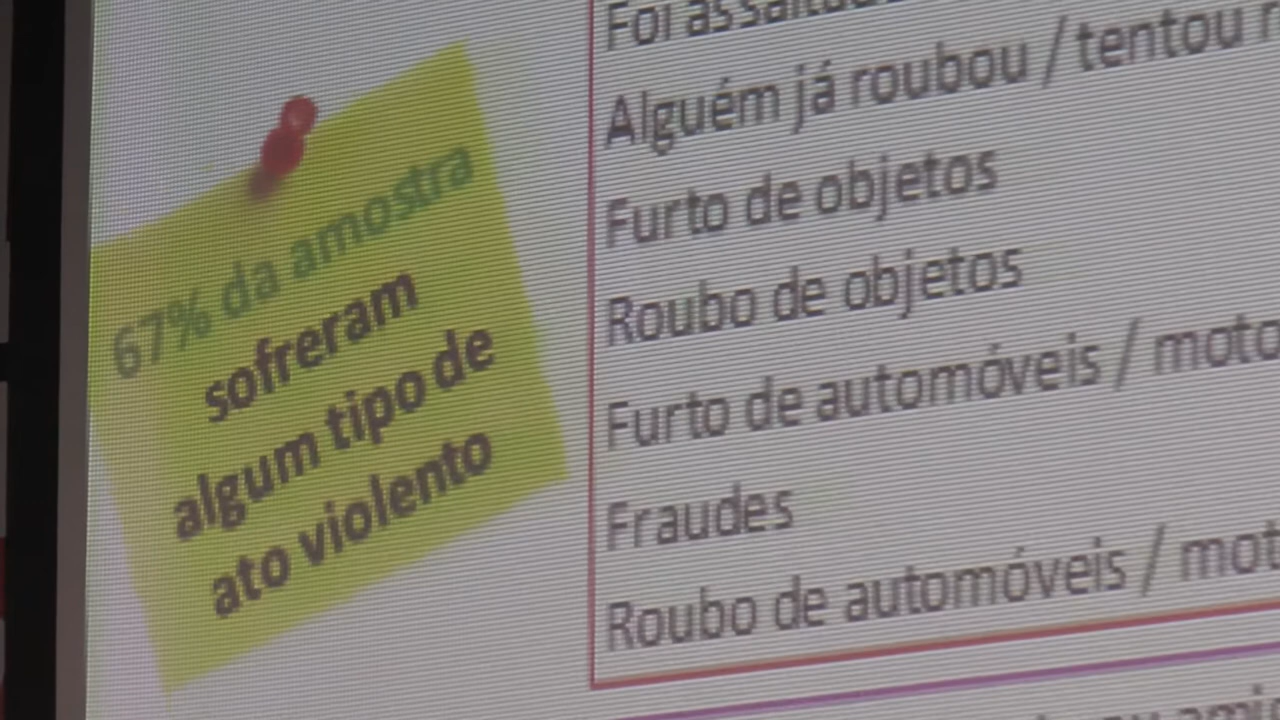 67% da amostra
sofreram
algum tipo de
ato violento
Foi
Alguém já roubou / tentou
Furto de objetos
Roubo de objetos
Furto de automóveis / moto
Fraudes
Roubo de automóveis / mot